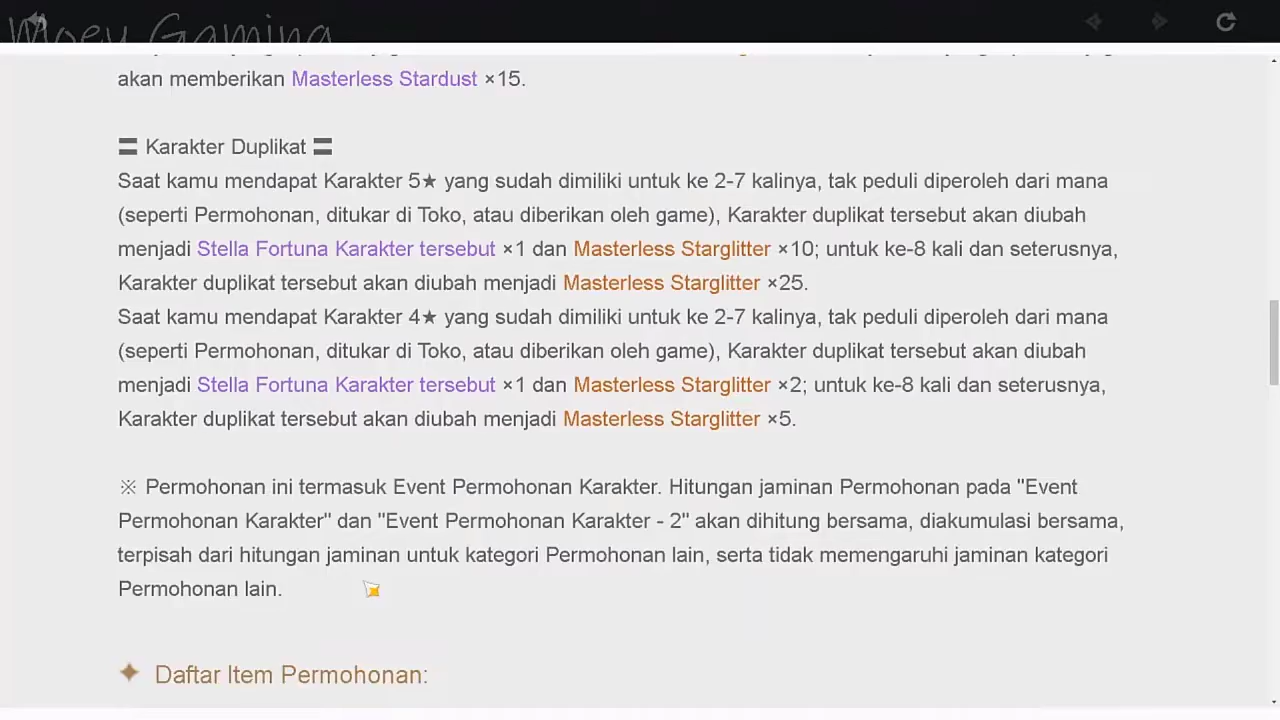 Moey Gaming
akan memberikan Masterless Stardust ×15.
〓 Karakter Duplikat 〓
Saat kamu mendapat Karakter 5★ yang sudah dimiliki untuk ke 2-7 kalinya, tak peduli diperoleh dari mana
(seperti Permohonan, ditukar di Toko, atau diberikan oleh game), Karakter duplikat tersebut akan diubah
menjadi Stella Fortuna Karakter tersebut ×1 dan Masterless Starglitter ×10; untuk ke-8 kali dan seterusnya,
Karakter duplikat tersebut akan diubah menjadi Masterless Starglitter ×25.
Saat kamu mendapat Karakter 4★ yang sudah dimiliki untuk ke 2-7 kalinya, tak peduli diperoleh dari mana
(seperti Permohonan, ditukar di Toko, atau diberikan oleh game), Karakter duplikat tersebut akan diubah
menjadi Stella Fortuna Karakter tersebut ×1 dan Masterless Starglitter ×2; untuk ke-8 kali dan seterusnya,
Karakter duplikat tersebut akan diubah menjadi Masterless Starglitter ×5.
※ Permohonan ini termasuk Event Permohonan Karakter. Hitungan jaminan Permohonan pada "Event
Permohonan Karakter" dan "Event Permohonan Karakter - 2" akan dihitung bersama, diakumulasi bersama,
terpisah dari hitungan jaminan untuk kategori Permohonan lain, serta tidak memengaruhi jaminan kategori
Permohonan lain.
✦ Daftar Item Permohonan: